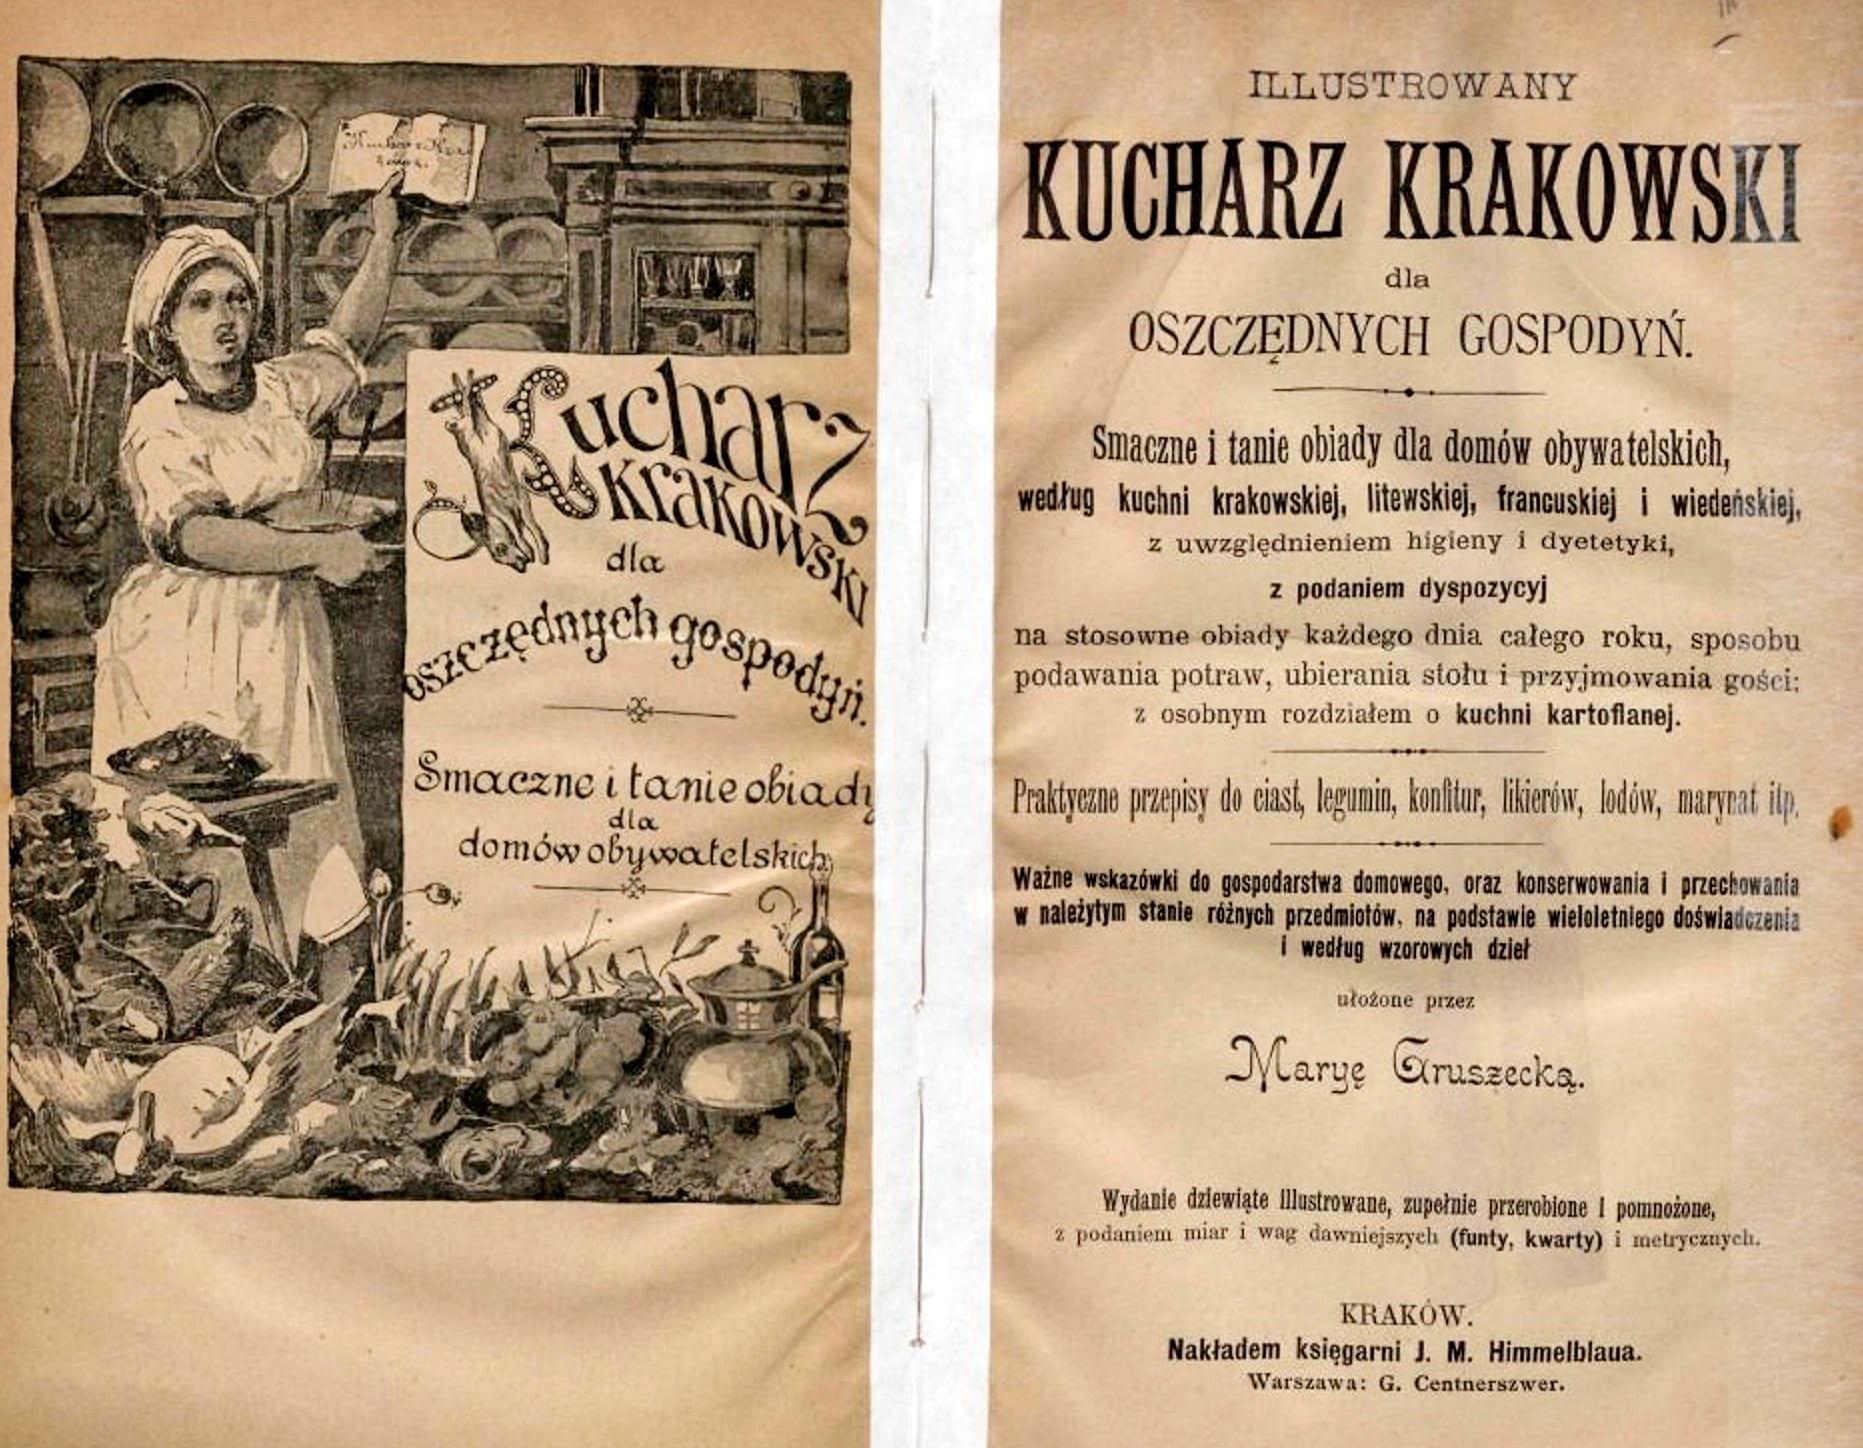 Kucharz
krakowski
dla
oszczędnych gospodyń.
Smaczne i tanie obiady
dla
domów obywatelskich
ILLUSTROWANY
KUCHARZ KRAKOWSKI
dla
OSZCZĘDNYCH GOSPODYŃ.
Smaczne i tanie obiady dla domów obywatelskich,
według kuchni krakowskiej, litewskiej, francuskiej i wiedeńskiej,
z uwzględnieniem higieny i dyetetyki,
z podaniem dyspozycyj
na stosowne obiady każdego dnia całego roku, sposobu
podawania potraw, ubierania stołu i przyjmowania gości;
z osobnym rozdziałem o kuchni kartoflanej.
Praktyczne przepisy do ciast, legumin, konfitur, likierów, lodów, marynat itp.
Ważne wskazówki do gospodarstwa domowego, oraz konserwowania i przechowania
w należytym stanie różnych przedmiotów, na podstawie wieloletniego doświadczenia
i według wzorowych dzieł
ułożone przez
Maryę Gruszecką.
Wydanie dziewiąte illustrowane, zupełnie przerobione i pomnożone,
z podaniem miar i wag dawniejszych (funty, kwarty) i metrycznych.
KRAKÓW.
Nakładem księgarni J. M. Himmelblaua.
Warszawa: G. Centnerszwer.